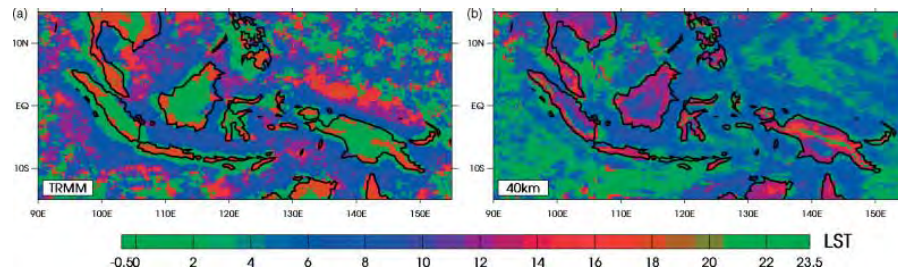 (a) (b)
10N 10N
EQ EQ
10S 10S
TRMM 40km
90E 100E 110E 120E 130E 140E 150E 90E 100E 110E 120E 130E 140E 150E
LST
-0.50 2 4 6 8 10 12 14 16 18 20 22 23.5